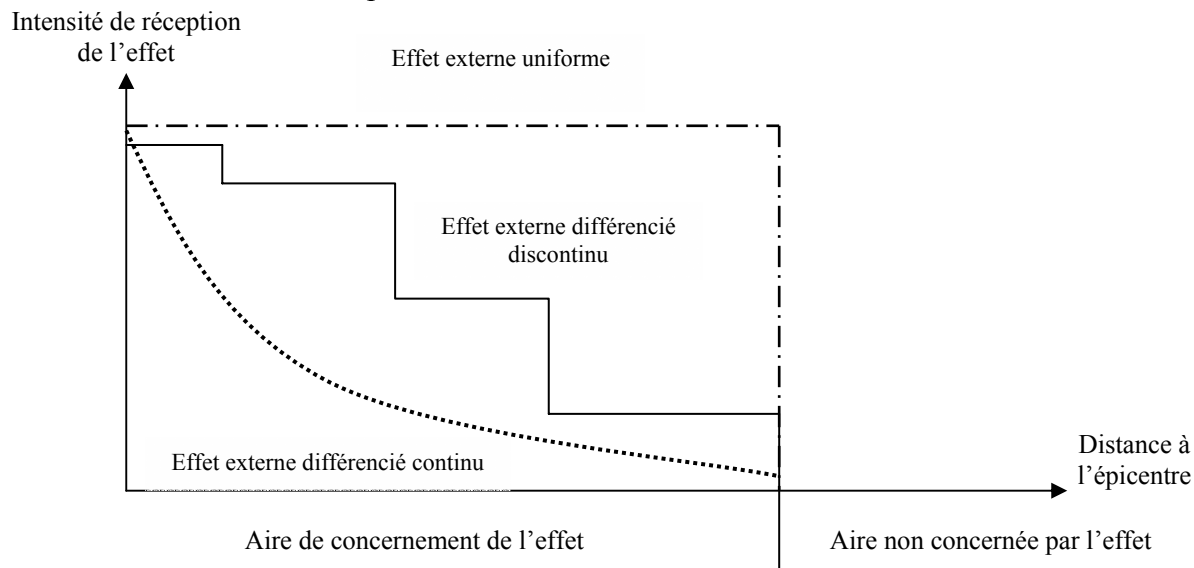 Intensité de réception
de l’effet
Effet externe uniforme
Effet externe différencié
discontinu
Effet externe différencié continu
Distance à
l’épicentre
Aire de concernement de l’effet
Aire non concernée par l’effet